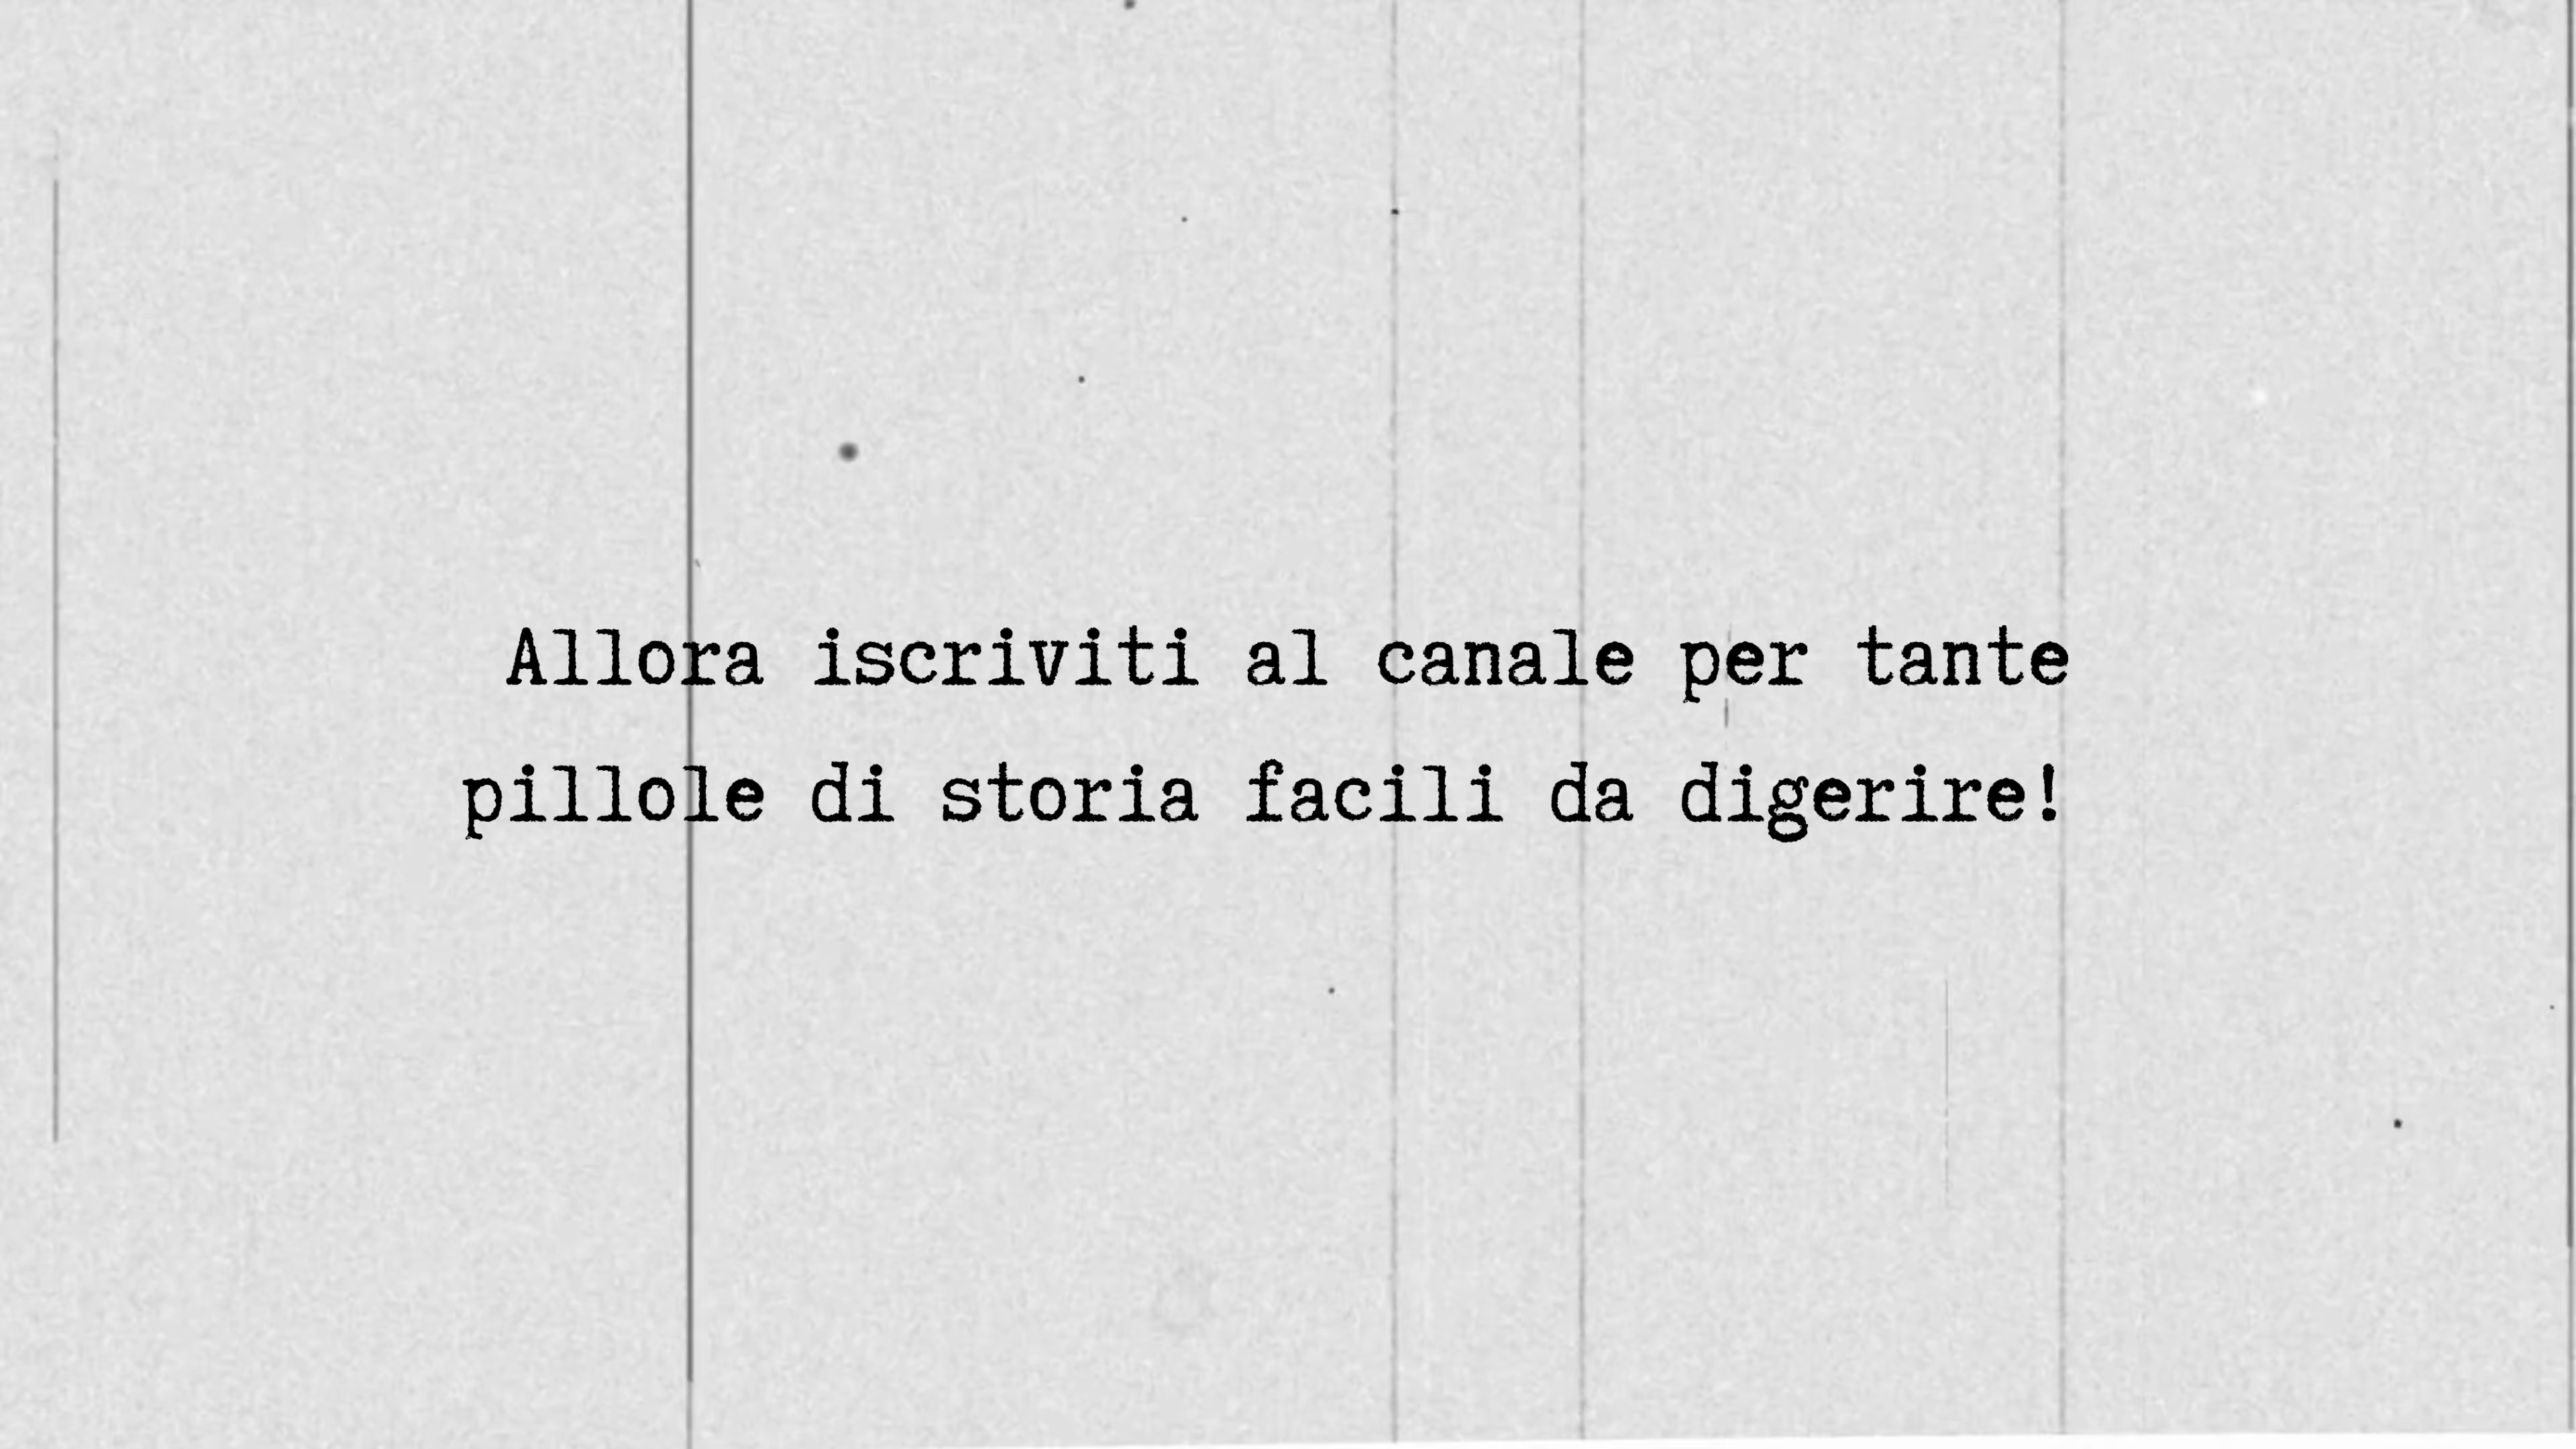 Allora iscriviti al canale per tante
pillole di storia facili da digerire!